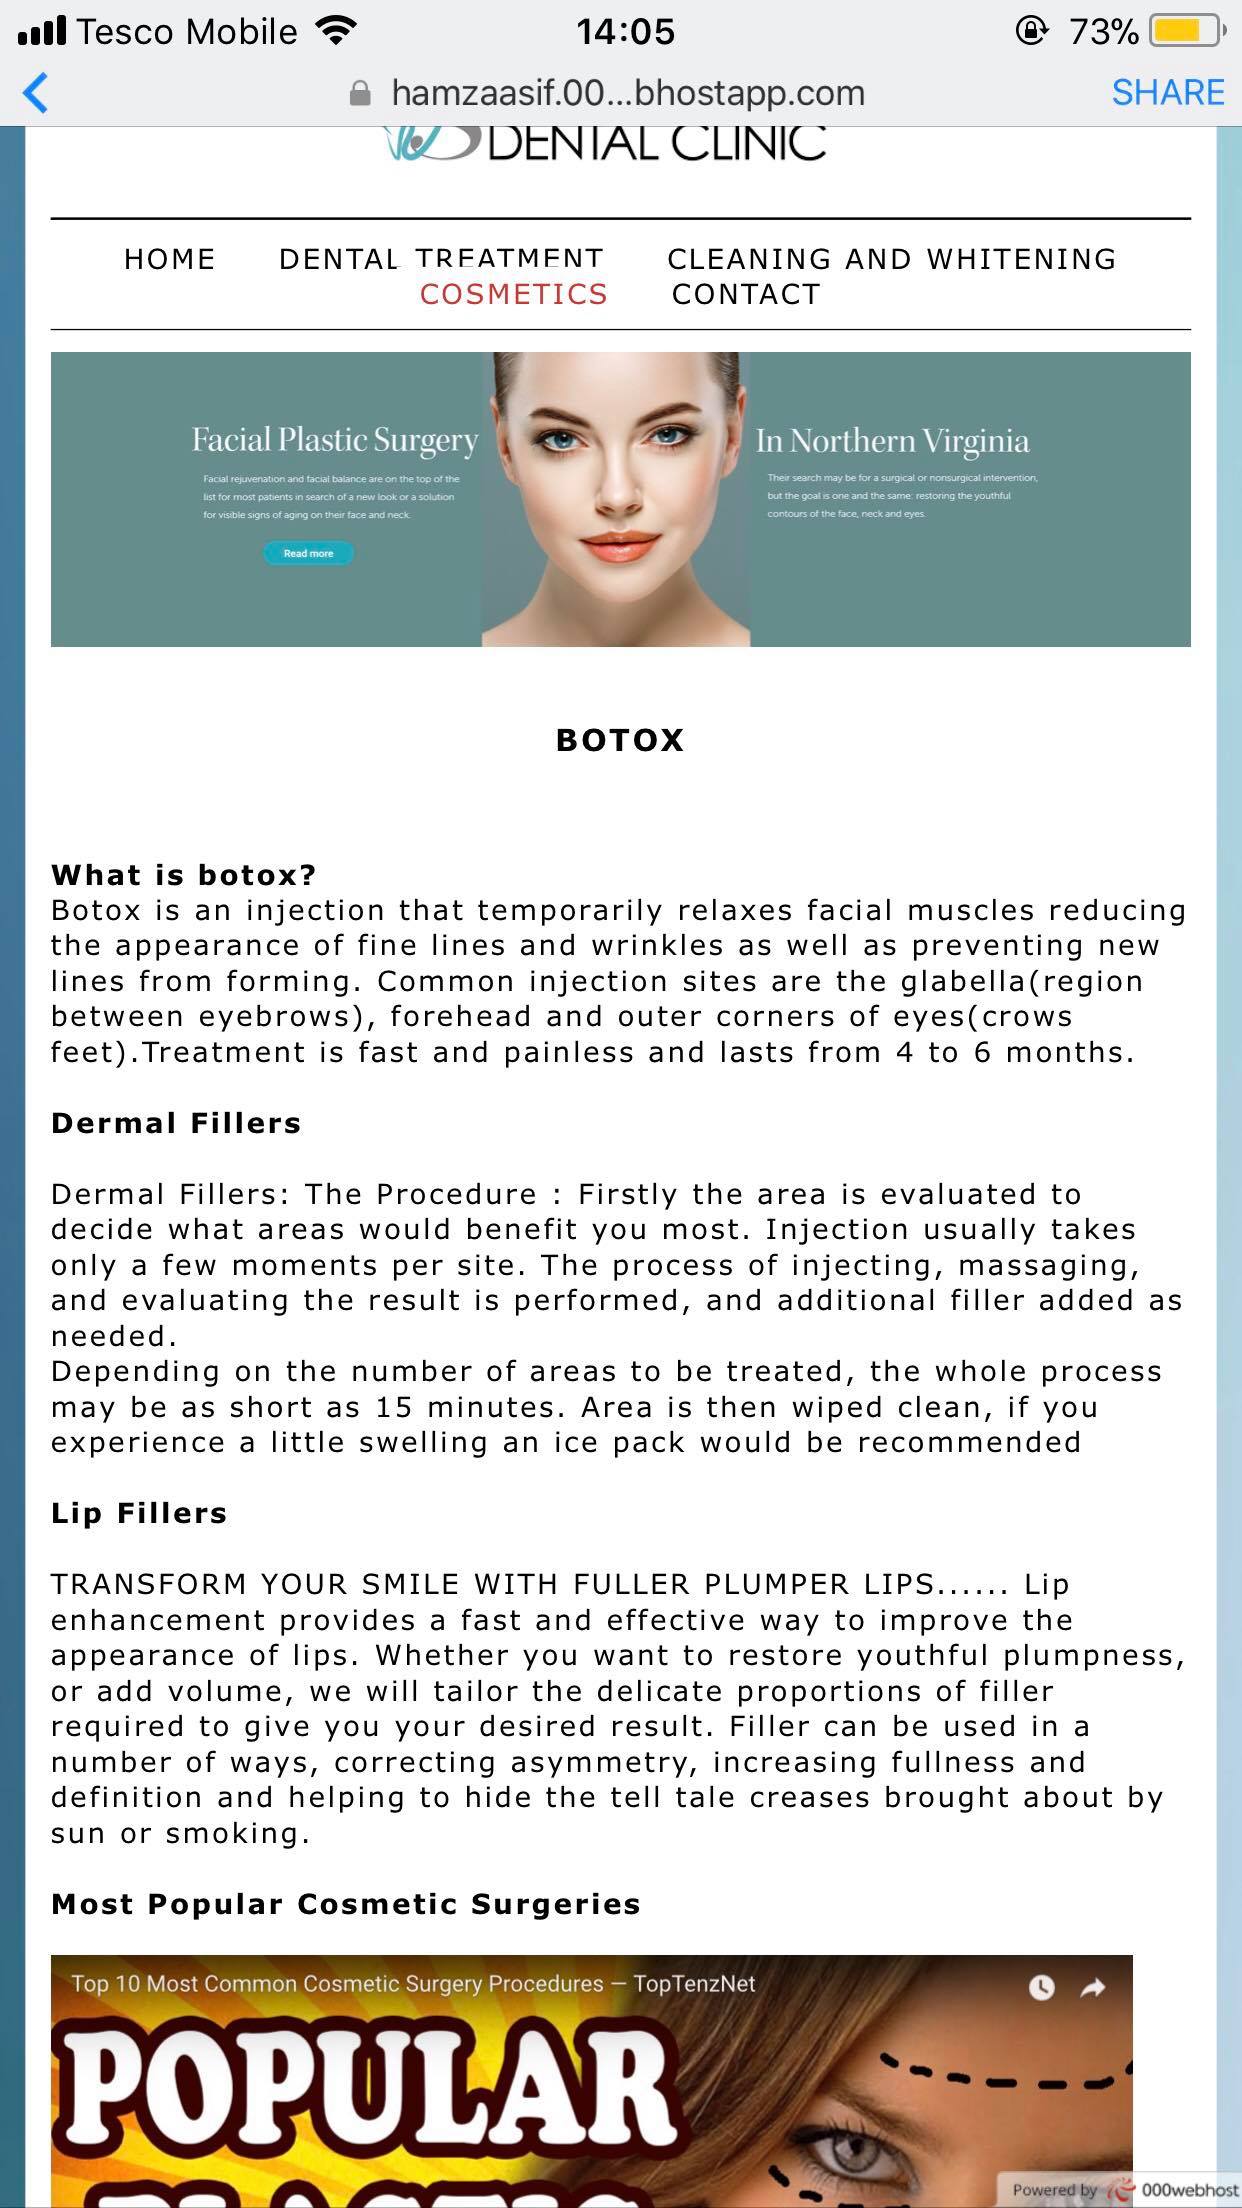 Tesco Mobile 14:05 73%
hamzaasif.00...bhostapp.com SHARE
DENTAL CLINIC
HOME DENTAL TREATMENT CLEANING AND WHITENING
COSMETICS CONTACT
Facial Plastic Surgery
Facial rejuvenation and facial balance are on the top of the
list for most patients in search of a new look or a solution
for visible signs of aging on their face and neck.
Read more
In Northern Virginia
Their search may be for a surgical or nonsurgical intervention,
but the goal is one and the same: restoring the youthful
contours of the face, neck and eyes.
BOTOX
What is botox?
Botox is an injection that temporarily relaxes facial muscles reducing
the appearance of fine lines and wrinkles as well as preventing new
lines from forming. Common injection sites are the glabella(region
between eyebrows), forehead and outer corners of eyes(crows
feet).Treatment is fast and painless and lasts from 4 to 6 months.
Dermal Fillers
Dermal Fillers: The Procedure : Firstly the area is evaluated to
decide what areas would benefit you most. Injection usually takes
only a few moments per site. The process of injecting, massaging,
and evaluating the result is performed, and additional filler added as
needed.
Depending on the number of areas to be treated, the whole process
may be as short as 15 minutes. Area is then wiped clean, if you
experience a little swelling an ice pack would be recommended
Lip Fillers
TRANSFORM YOUR SMILE WITH FULLER PLUMPER LIPS...... Lip
enhancement provides a fast and effective way to improve the
appearance of lips. Whether you want to restore youthful plumpness,
or add volume, we will tailor the delicate proportions of filler
required to give you your desired result. Filler can be used in a
number of ways, correcting asymmetry, increasing fullness and
definition and helping to hide the tell tale creases brought about by
sun or smoking.
Most Popular Cosmetic Surgeries
Top 10 Most Common Cosmetic Surgery Procedures — TopTenzNet
POPULAR
PLASTIC
Powered by 000webhost